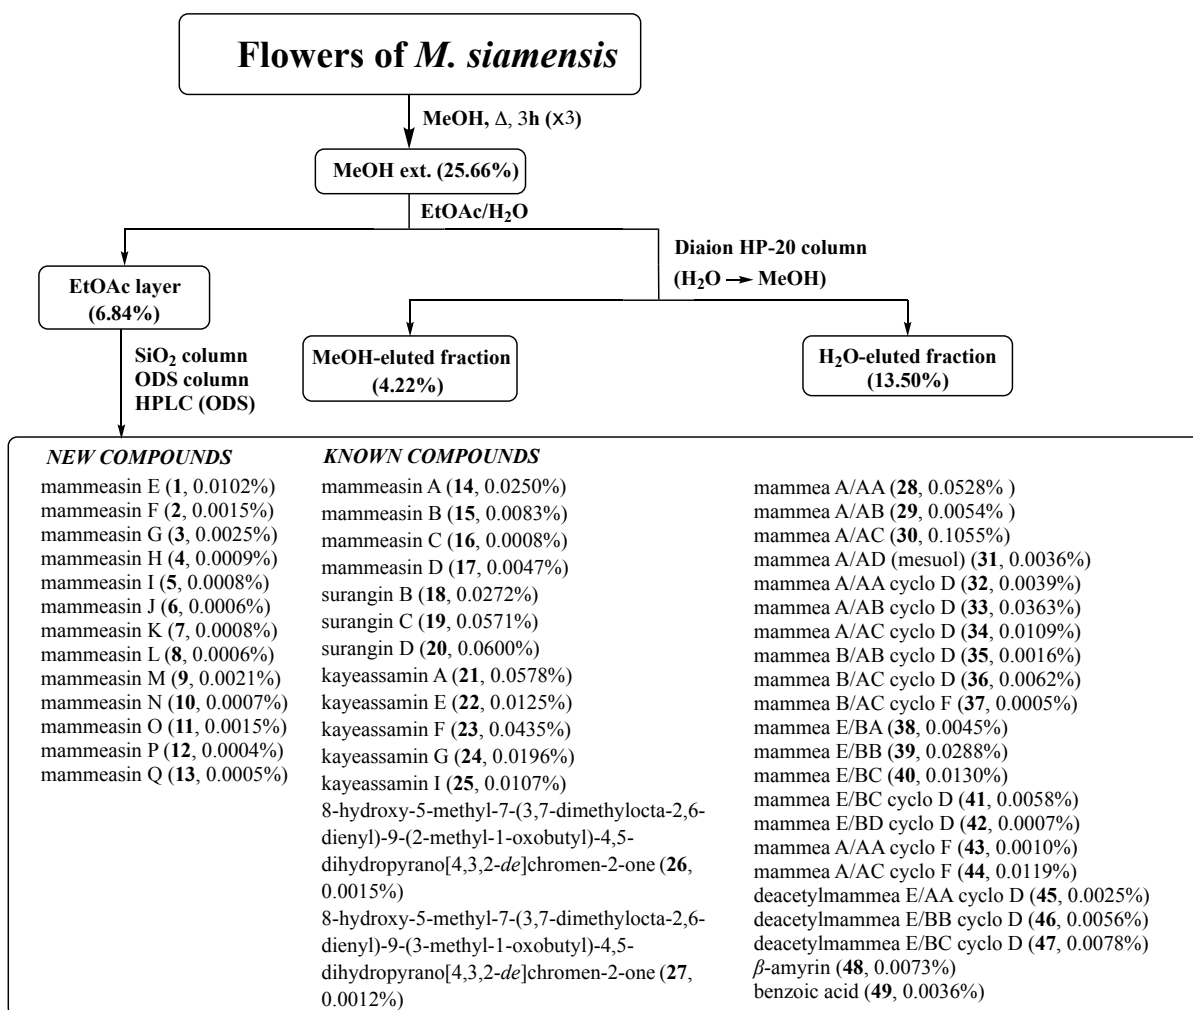 Flowers of M. siamensis
MeOH, Δ, 3h (x3)
MeOH ext. (25.66%)
EtOAc/H₂O
Diaion HP-20 column
(H₂O → MeOH)
EtOAc layer
(6.84%)
SiO₂ column
ODS column
HPLC (ODS)
MeOH-eluted fraction
(4.22%)
H₂O-eluted fraction
(13.50%)
NEW COMPOUNDS
mammeasin E (1, 0.0102%)
mammeasin F (2, 0.0015%)
mammeasin G (3, 0.0025%)
mammeasin H (4, 0.0009%)
mammeasin I (5, 0.0008%)
mammeasin J (6, 0.0006%)
mammeasin K (7, 0.0008%)
mammeasin L (8, 0.0006%)
mammeasin M (9, 0.0021%)
mammeasin N (10, 0.0007%)
mammeasin O (11, 0.0015%)
mammeasin P (12, 0.0004%)
mammeasin Q (13, 0.0005%)
KNOWN COMPOUNDS
mammeasin A (14, 0.0250%)
mammeasin B (15, 0.0083%)
mammeasin C (16, 0.0008%)
mammeasin D (17, 0.0047%)
surangin B (18, 0.0272%)
surangin C (19, 0.0571%)
surangin D (20, 0.0600%)
kayeassamin A (21, 0.0578%)
kayeassamin E (22, 0.0125%)
kayeassamin F (23, 0.0435%)
kayeassamin G (24, 0.0196%)
kayeassamin I (25, 0.0107%)
8-hydroxy-5-methyl-7-(3,7-dimethylocta-2,6-
dienyl)-9-(2-methyl-1-oxobutyl)-4,5-
dihydropyrano[4,3,2-de]chromen-2-one (26,
0.0015%)
8-hydroxy-5-methyl-7-(3,7-dimethylocta-2,6-
dienyl)-9-(3-methyl-1-oxobutyl)-4,5-
dihydropyrano[4,3,2-de]chromen-2-one (27,
0.0012%)
mammea A/AA (28, 0.0528% )
mammea A/AB (29, 0.0054% )
mammea A/AC (30, 0.1055%)
mammea A/AD (mesuol) (31, 0.0036%)
mammea A/AA cyclo D (32, 0.0039%)
mammea A/AB cyclo D (33, 0.0363%)
mammea A/AC cyclo D (34, 0.0109%)
mammea B/AB cyclo D (35, 0.0016%)
mammea B/AC cyclo D (36, 0.0062%)
mammea B/AC cyclo F (37, 0.0005%)
mammea E/BA (38, 0.0045%)
mammea E/BB (39, 0.0288%)
mammea E/BC (40, 0.0130%)
mammea E/BC cyclo D (41, 0.0058%)
mammea E/BD cyclo D (42, 0.0007%)
mammea A/AA cyclo F (43, 0.0010%)
mammea A/AC cyclo F (44, 0.0119%)
deacetylmammea E/AA cyclo D (45, 0.0025%)
deacetylmammea E/BB cyclo D (46, 0.0056%)
deacetylmammea E/BC cyclo D (47, 0.0078%)
β-amyrin (48, 0.0073%)
benzoic acid (49, 0.0036%)